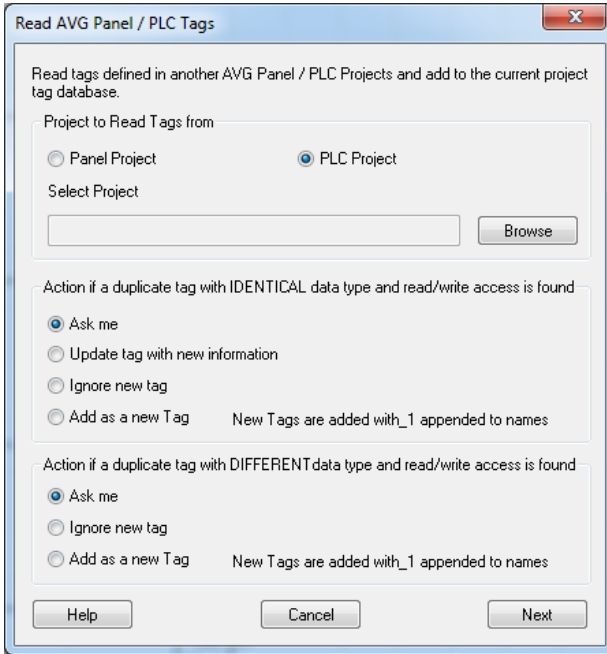 Read AVG Panel / PLC Tags
Read tags defined in another AVG Panel / PLC Projects and add to the current project
tag database.
Project to Read Tags from
Panel Project PLC Project
Select Project
Browse
Action if a duplicate tag with IDENTICAL data type and read/write access is found
Ask me
Update tag with new information
Ignore new tag
Add as a new Tag New Tags are added with_1 appended to names
Action if a duplicate tag with DIFFERENTdata type and read/write access is found
Ask me
Ignore new tag
Add as a new Tag New Tags are added with_1 appended to names
Help Cancel Next